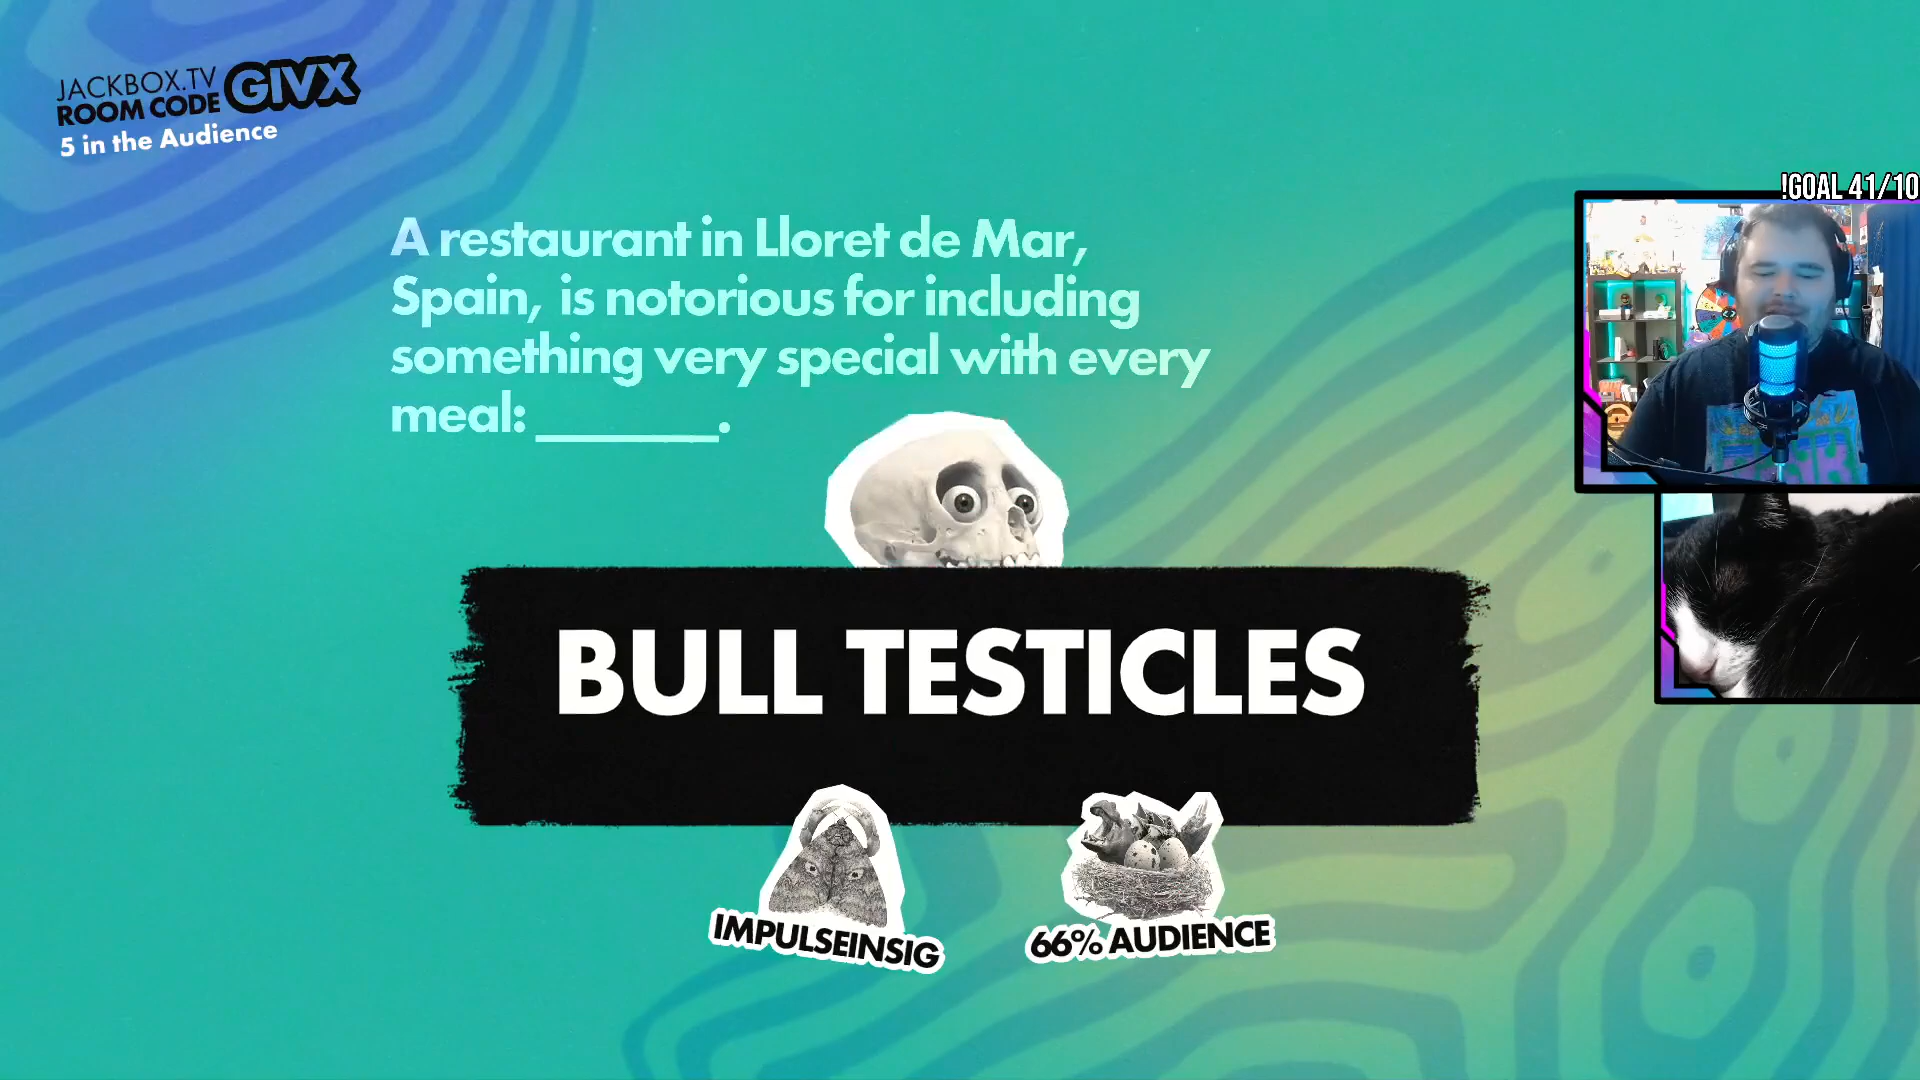 JACKBOX.TV
ROOM CODE GIVX
5 in the Audience
!GOAL 41/10
A restaurant in Lloret de Mar,
Spain, is notorious for including
something very special with every
meal: ______.
BULL TESTICLES
IMPULSEINSIG
66% AUDIENCE